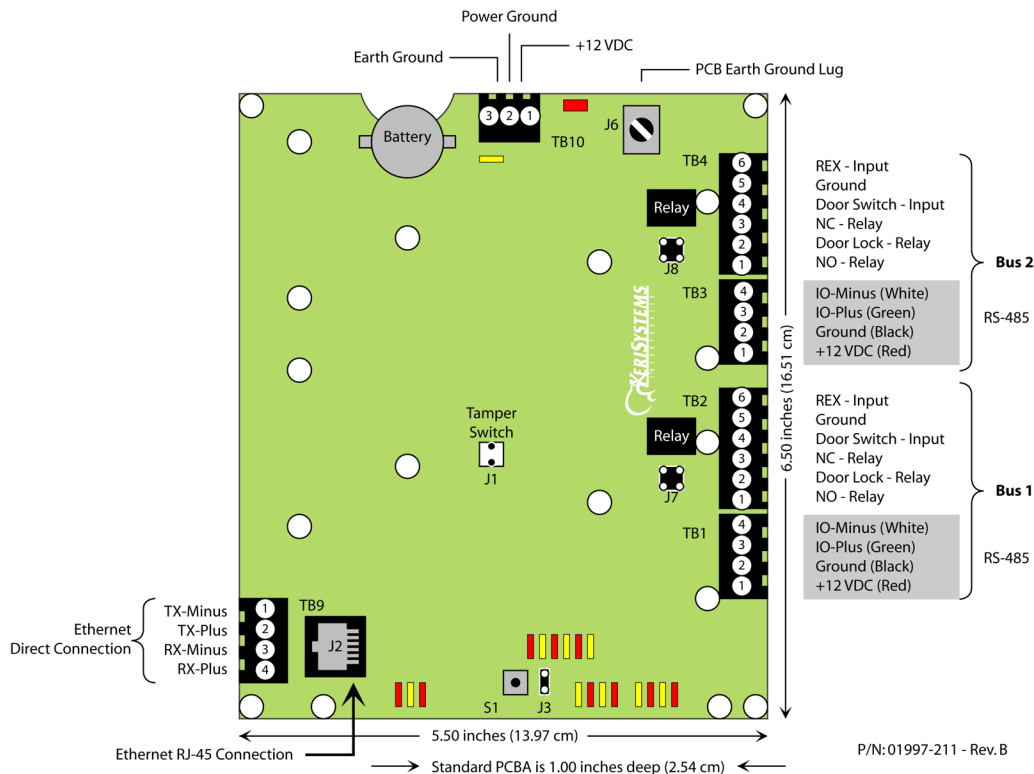 Power Ground
Earth Ground
+12 VDC
PCB Earth Ground Lug
Battery
3 2 1
TB10
J6
TB4
6
5
4
3
2
1
REX - Input
Ground
Door Switch - Input
NC - Relay
Door Lock - Relay
NO - Relay
Relay
J8
Bus 2
TB3
4
3
2
1
IO-Minus (White)
IO-Plus (Green)
Ground (Black)
+12 VDC (Red)
RS-485
KERISYSTEMS
6.50 inches (16.51 cm)
TB2
6
5
4
3
2
1
REX - Input
Ground
Door Switch - Input
NC - Relay
Door Lock - Relay
NO - Relay
Relay
J7
Bus 1
Tamper
Switch
J1
TB1
4
3
2
1
IO-Minus (White)
IO-Plus (Green)
Ground (Black)
+12 VDC (Red)
RS-485
Ethernet
Direct Connection
TX-Minus
TX-Plus
RX-Minus
RX-Plus
1
2
3
4
TB9
J2
S1
J3
5.50 inches (13.97 cm)
Ethernet RJ-45 Connection
Standard PCBA is 1.00 inches deep (2.54 cm)
P/N: 01997-211 - Rev. B